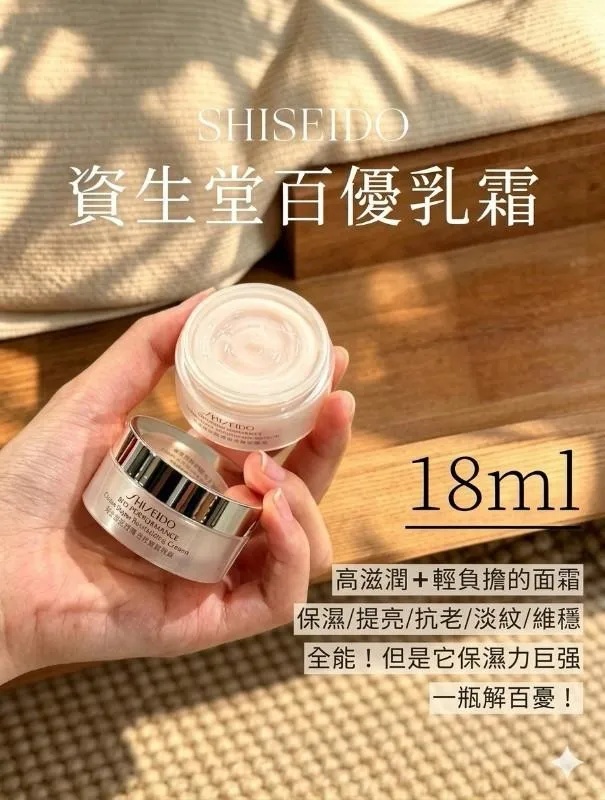 SHISEIDO
資生堂百優乳霜
SHISEIDO
SHISEIDO
BIO PERFORMANCE
18ml
高滋潤+輕負擔的面霜
保濕/提亮/抗老/淡紋/維穩
全能！但是它保濕力巨強
一瓶解百憂！